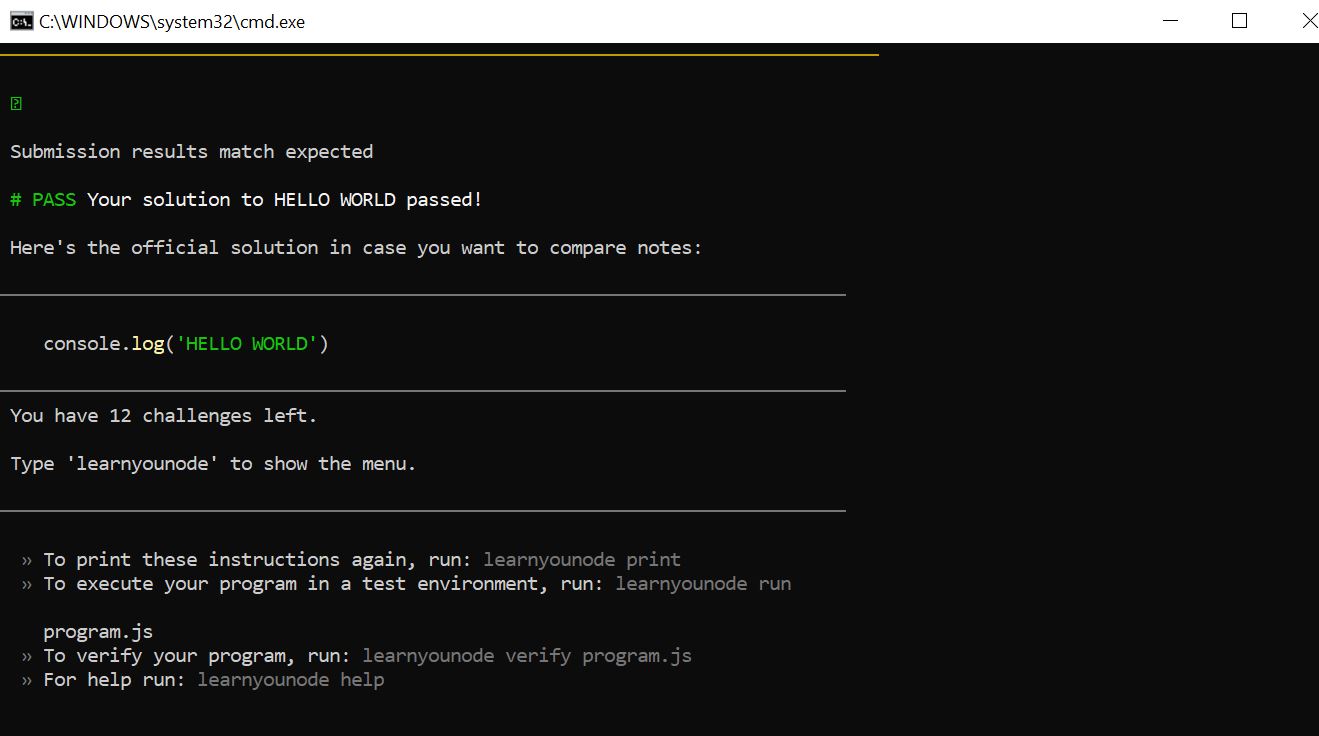 C:\WINDOWS\system32\cmd.exe
Submission results match expected
# PASS Your solution to HELLO WORLD passed!
Here's the official solution in case you want to compare notes:
console.log('HELLO WORLD')
You have 12 challenges left.
Type 'learnyounode' to show the menu.
» To print these instructions again, run: learnyounode print
» To execute your program in a test environment, run: learnyounode run
program.js
» To verify your program, run: learnyounode verify program.js
» For help run: learnyounode help